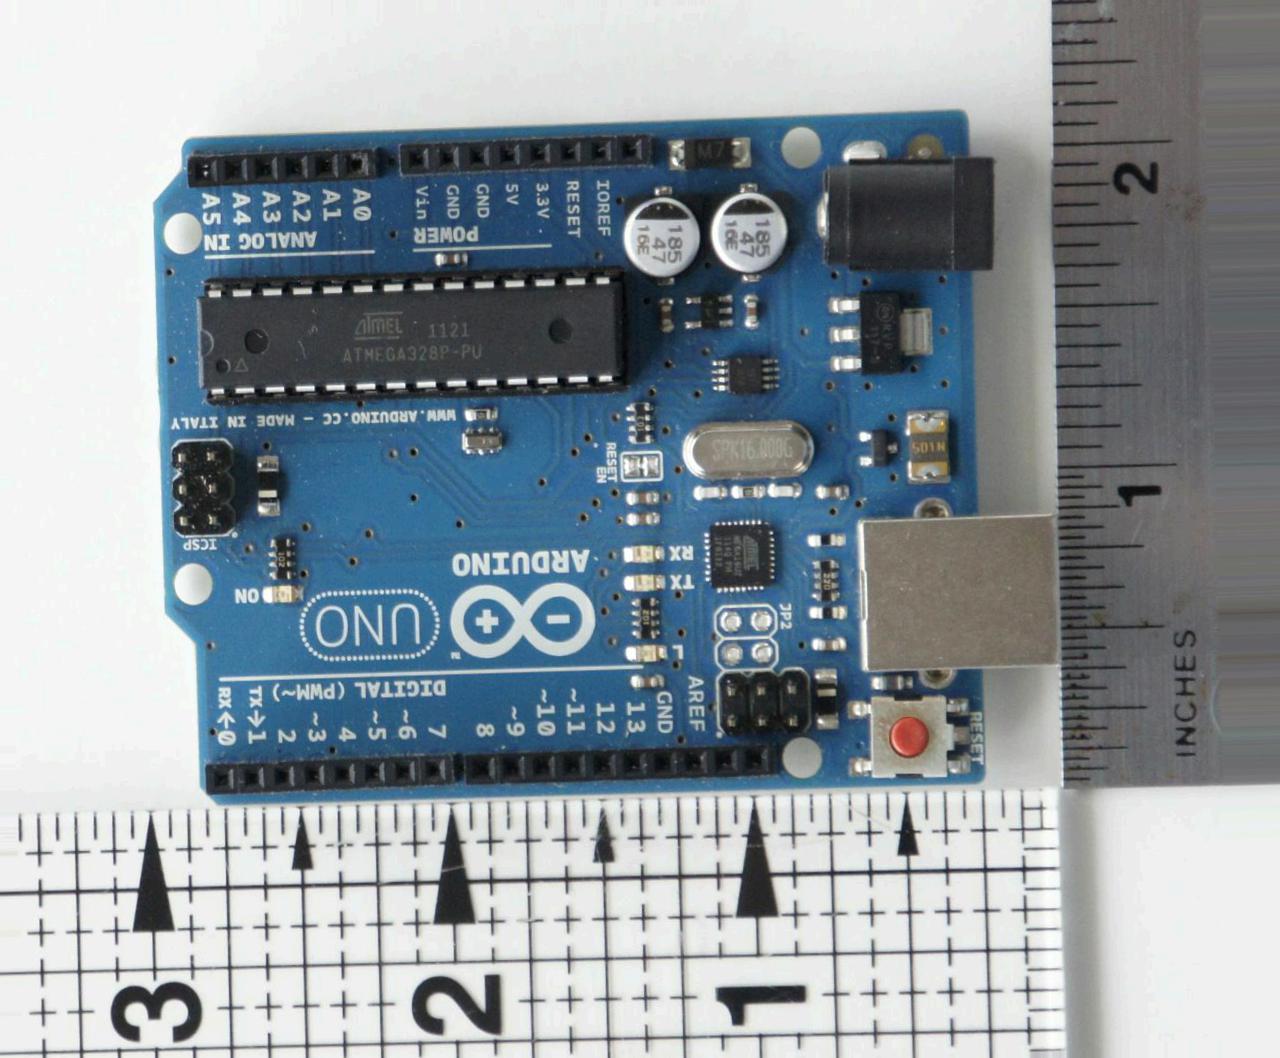 A5
A4
A3
A2
A1
A0
ANALOG IN
Vin
GND
GND
5V
3.3V
RESET
IOREF
POWER
M7
185
47
16E
185
47
16E
ATMEL
1121
ATMEGA328P-PU
WWW.ARDUINO.CC – MADE IN ITALY
RESET
EN
SPK16.000G
501N
ICSP
ON
ARDUINO
UNO
TM
RX
TX
L
JP2
DIGITAL (PWM~)
RX←0
TX→1
2
~3
4
~5
~6
7
8
~9
~10
~11
12
13
GND
AREF
RESET
2
1
INCHES
3
2
1